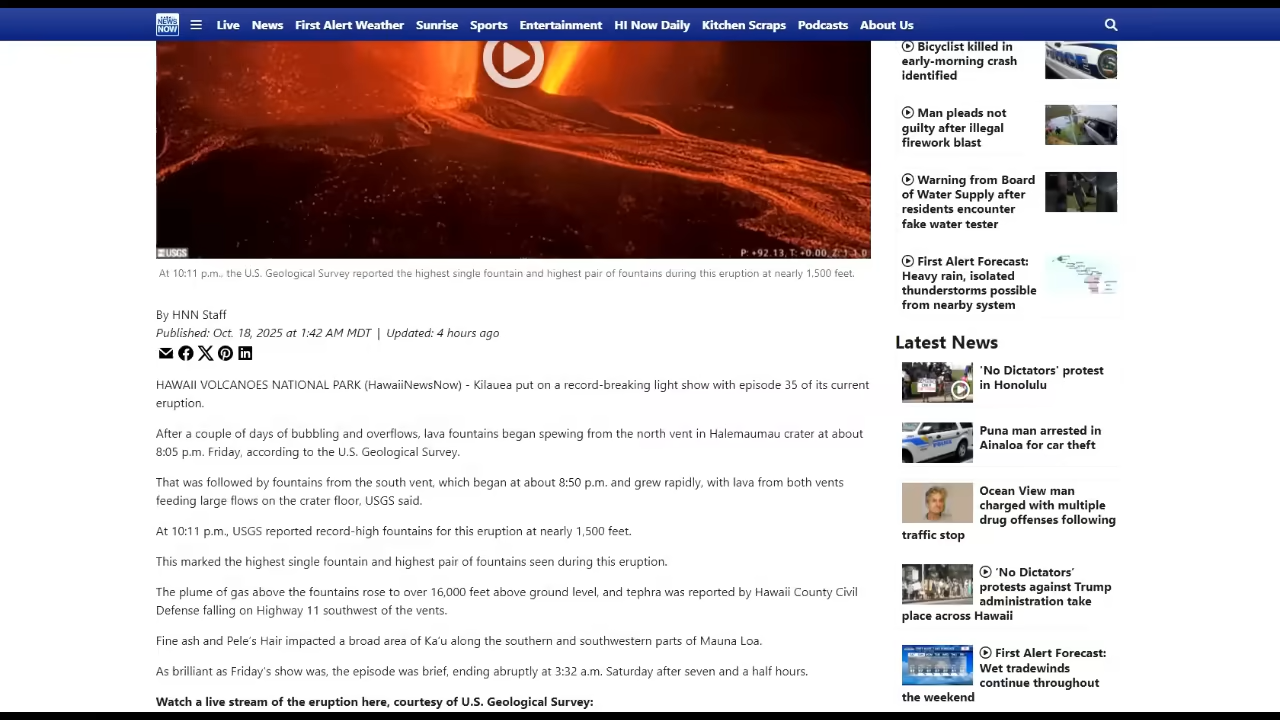 NEWS NOW
Live News First Alert Weather Sunrise Sports Entertainment HI Now Daily Kitchen Scraps Podcasts About Us
USGS
P: +92.13, T: +0.00, Z: 1.0
At 10:11 p.m., the U.S. Geological Survey reported the highest single fountain and highest pair of fountains during this eruption at nearly 1,500 feet.
By HNN Staff
Published: Oct. 18, 2025 at 1:42 AM MDT | Updated: 4 hours ago
HAWAII VOLCANOES NATIONAL PARK (HawaiiNewsNow) - Kilauea put on a record-breaking light show with episode 35 of its current
eruption.
After a couple of days of bubbling and overflows, lava fountains began spewing from the north vent in Halemaumau crater at about
8:05 p.m. Friday, according to the U.S. Geological Survey.
That was followed by fountains from the south vent, which began at about 8:50 p.m. and grew rapidly, with lava from both vents
feeding large flows on the crater floor, USGS said.
At 10:11 p.m., USGS reported record-high fountains for this eruption at nearly 1,500 feet.
This marked the highest single fountain and highest pair of fountains seen during this eruption.
The plume of gas above rose to over 16,000 feet above ground level, and tephra was reported by Hawaii County Civil
Defense falling on Highway 11 southwest of the vents.
Fine ash and Pele's Hair impacted a broad area of Ka'u along the southern and southwestern parts of Mauna Loa.
As brilliant as the show was, the episode was brief, ending abruptly at 3:32 a.m. Saturday after seven and a half hours.
Watch a live stream of the eruption here, courtesy of U.S. Geological Survey:
Bicyclist killed in
early-morning crash
identified
Man pleads not
guilty after illegal
firework blast
Warning from Board
of Water Supply after
residents encounter
fake water tester
First Alert Forecast:
Heavy rain, isolated
thunderstorms possible
from nearby system
Latest News
'No Dictators' protest
in Honolulu
Puna man arrested in
Ainaloa for car theft
Ocean View man
charged with multiple
drug offenses following
traffic stop
'No Dictators'
protests against Trump
administration take
place across Hawaii
First Alert Forecast:
Wet tradewinds
continue throughout
the weekend